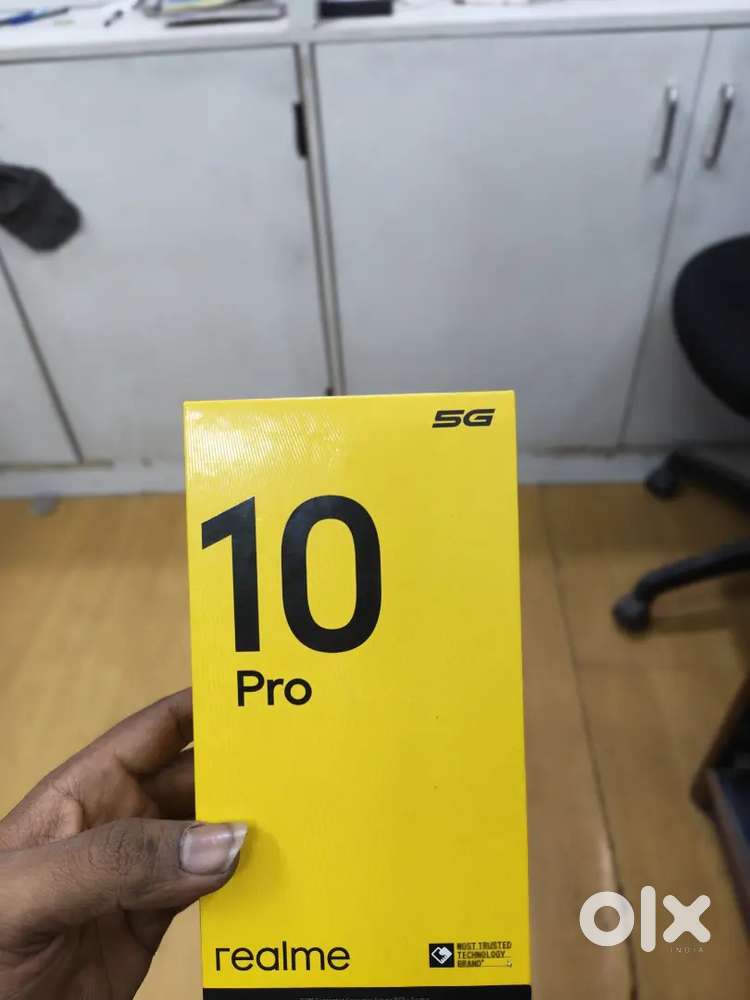 5G
10
Pro
realme
MOST TRUSTED
TECHNOLOGY
BRAND*
olx
INDIA